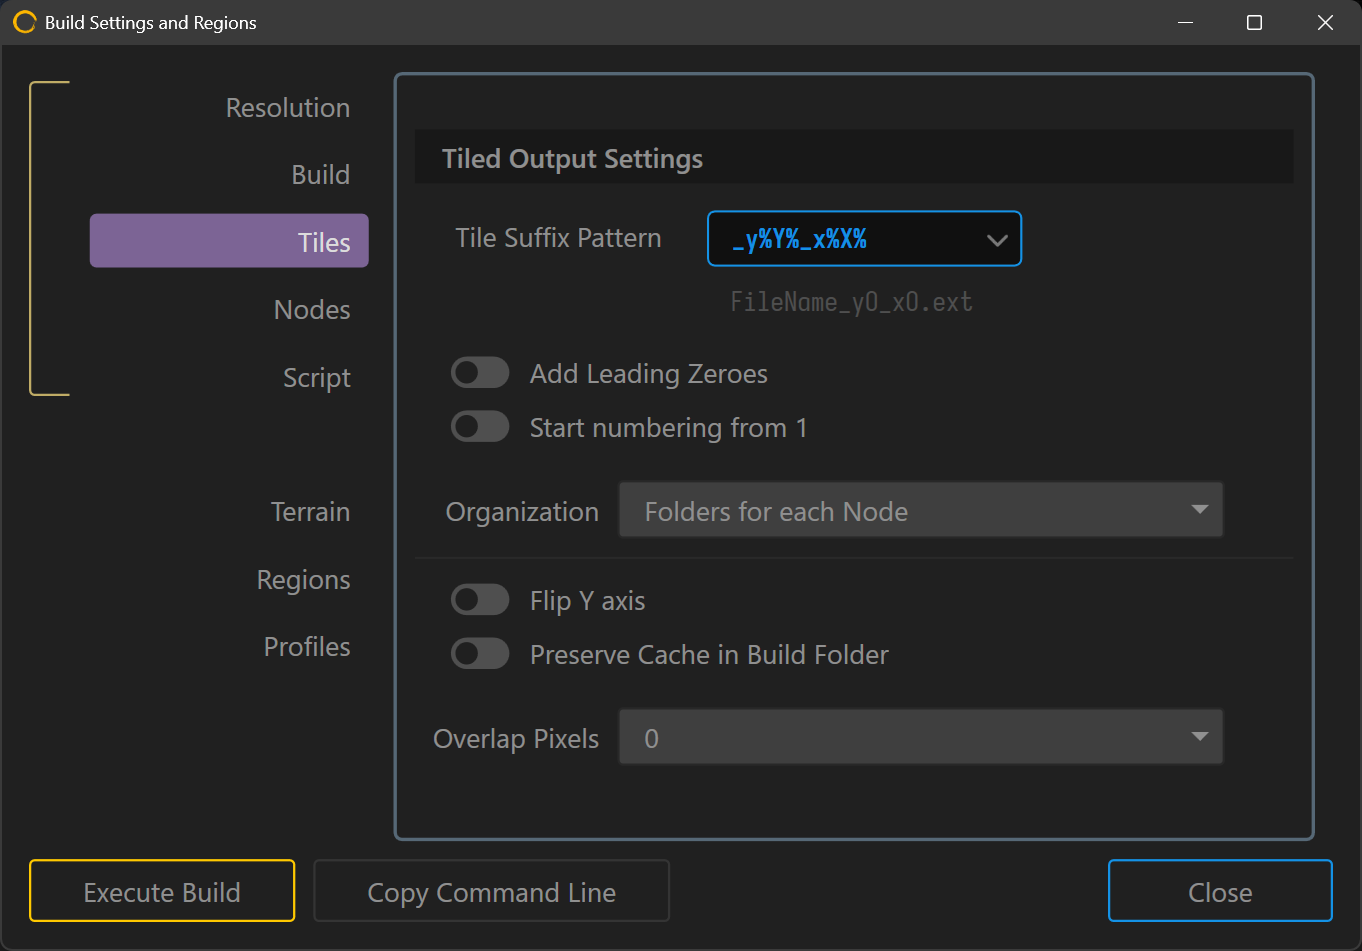 Build Settings and Regions
Resolution
Build
Tiles
Nodes
Script
Terrain
Regions
Profiles
Tiled Output Settings
Tile Suffix Pattern
_y%Y%_x%X%
FileName_y0_x0.ext
Add Leading Zeroes
Start numbering from 1
Organization
Folders for each Node
Flip Y axis
Preserve Cache in Build Folder
Overlap Pixels
0
Execute Build
Copy Command Line
Close